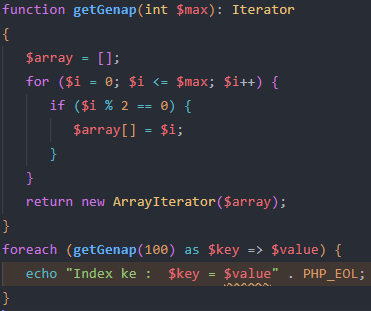 function getGenap(int $max): Iterator
{
    $array = [];
    for ($i = 0; $i <= $max; $i++) {
        if ($i % 2 == 0) {
            $array[] = $i;
        }
    }
    return new ArrayIterator($array);
}
foreach (getGenap(100) as $key => $value) {
    echo "Index ke :  $key = $value" . PHP_EOL;
}